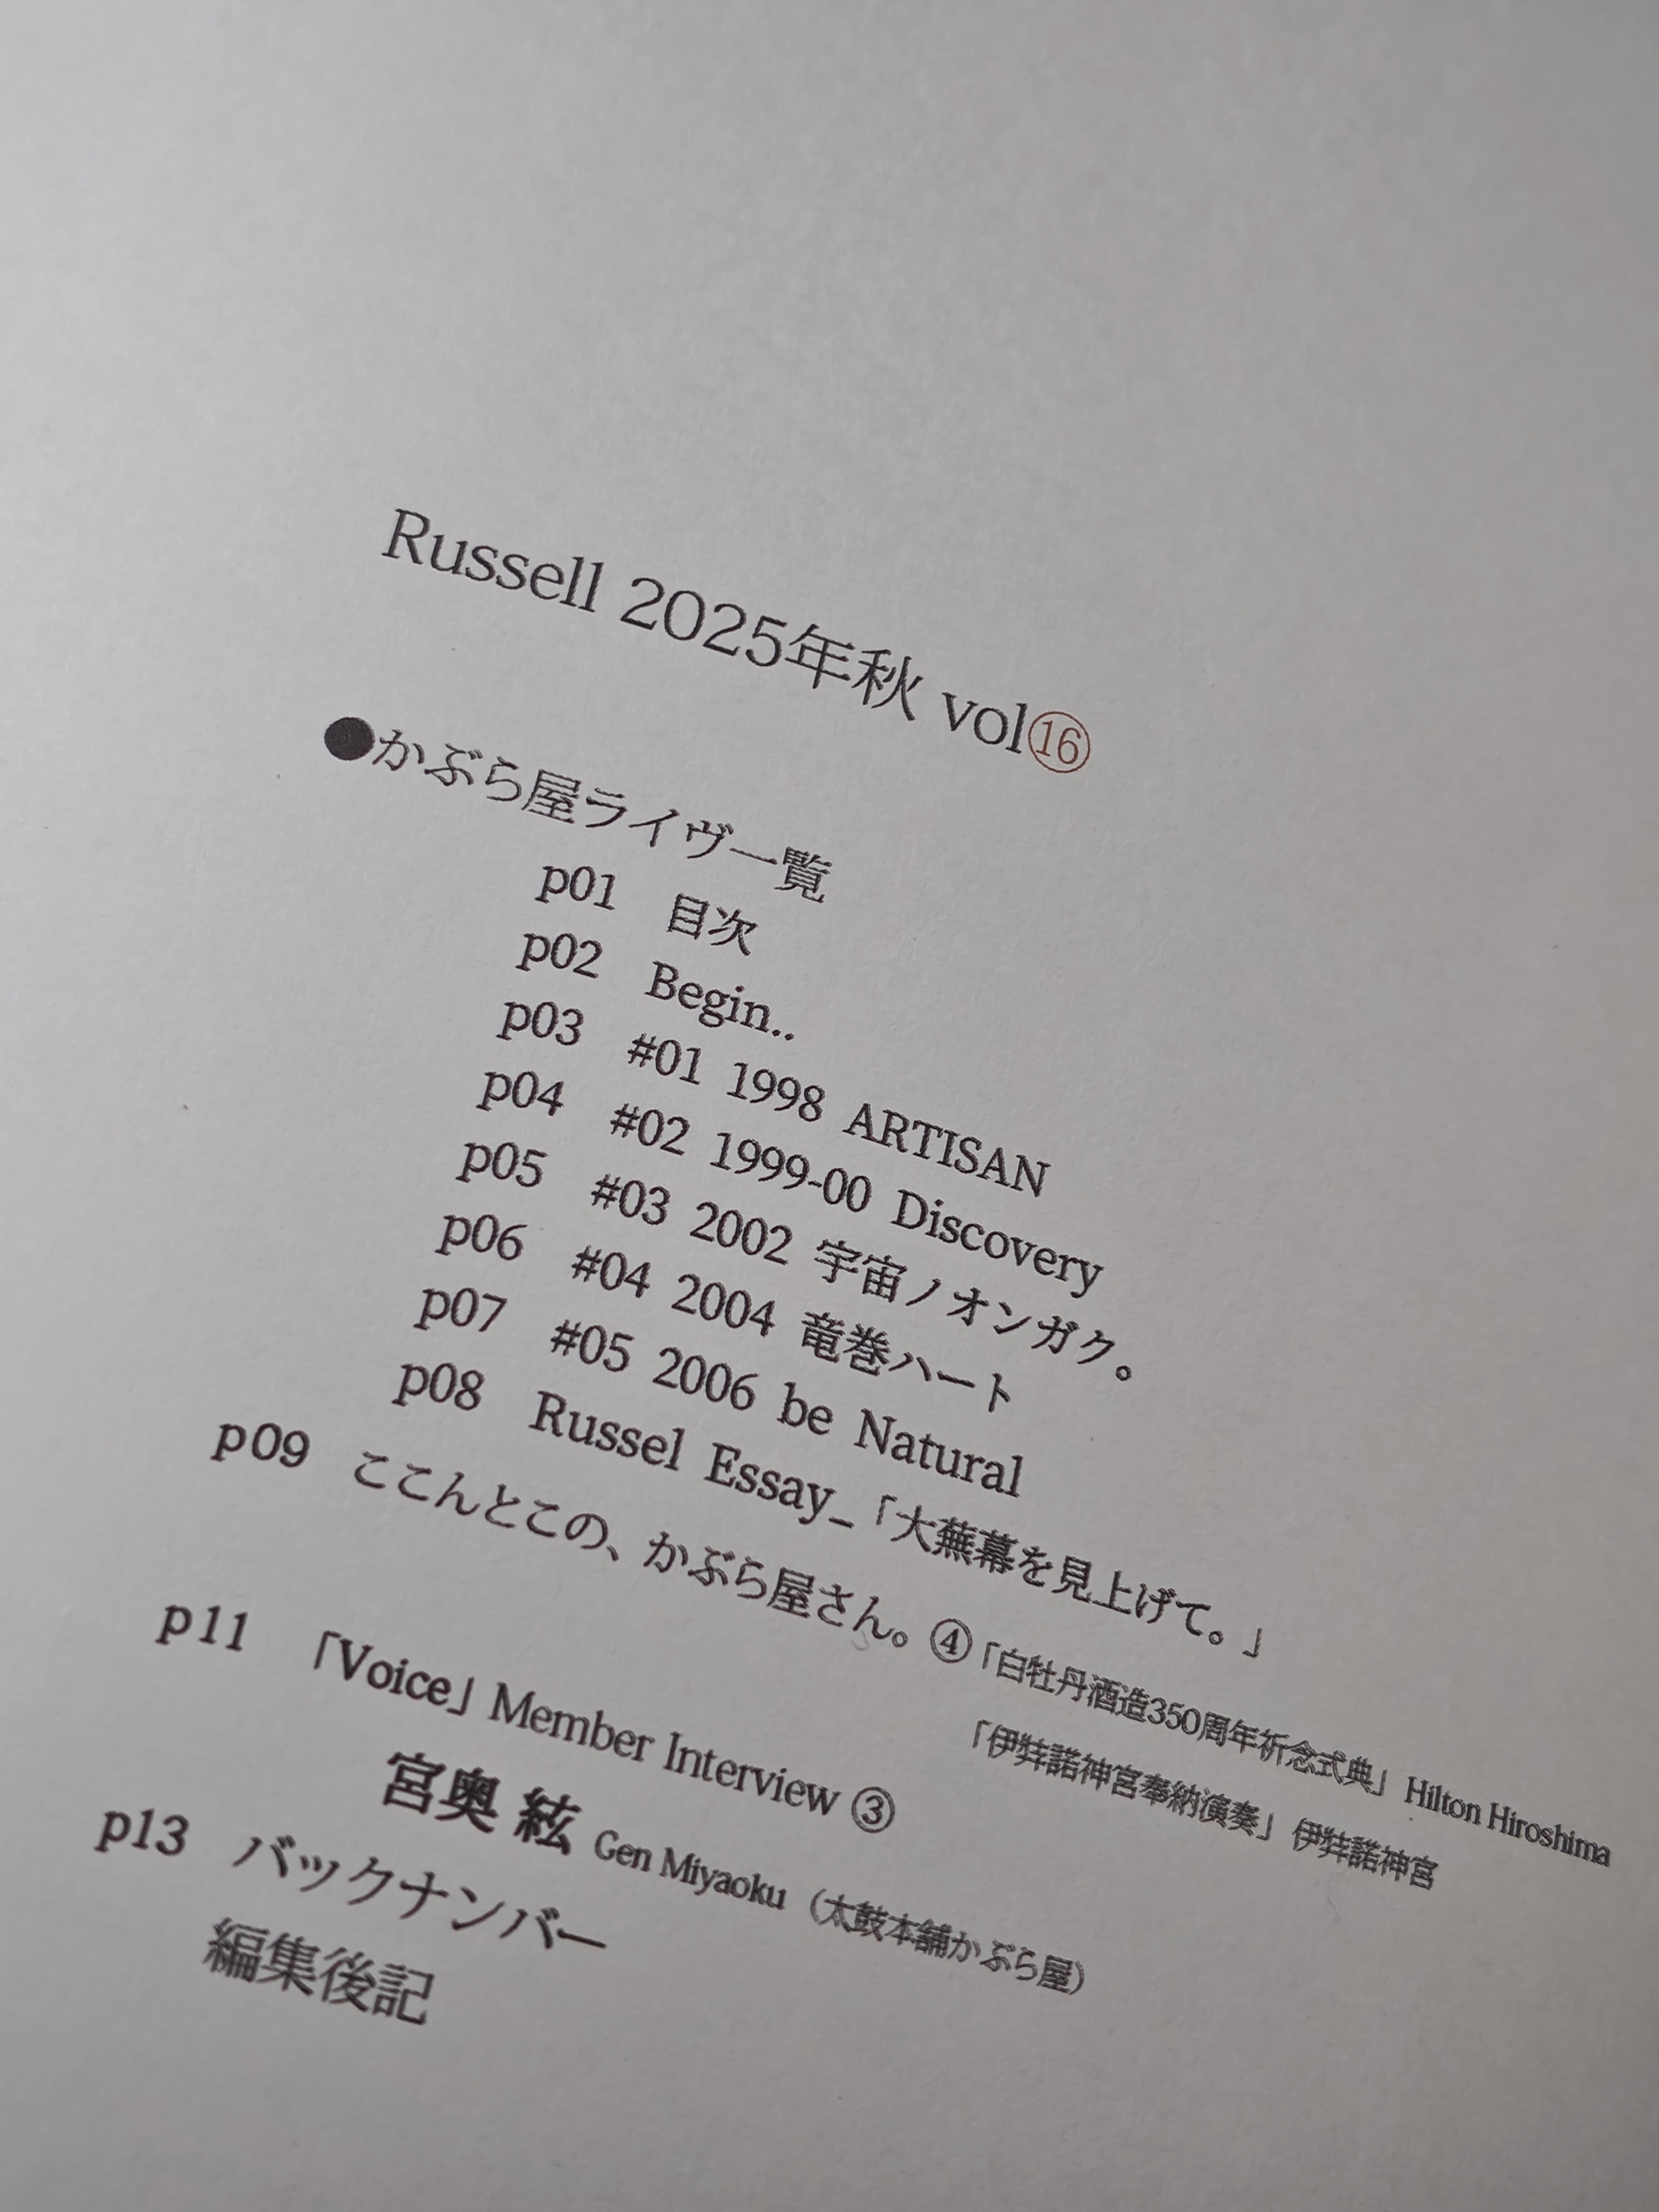 Russell 2025年秋 vol⑯
●かぶら屋ライヴ一覧
p01 目次
p02 Begin..
p03 #01 1998 ARTISAN
p04 #02 1999-00 Discovery
p05 #03 2002 宇宙ノオンガク。
p06 #04 2004 竜巻ハート
p07 #05 2006 be Natural
p08 Russel Essay_「大蕪幕を見上げて。」
p09 ここんとこの、かぶら屋さん。④「白牡丹酒造350周年祈念式典」Hilton Hiroshima
「伊弉諾神宮奉納演奏」伊弉諾神宮
p11 「Voice」Member Interview ③
宮奥 絃 Gen Miyaoku（太鼓本舗かぶら屋）
p13 バックナンバー
編集後記